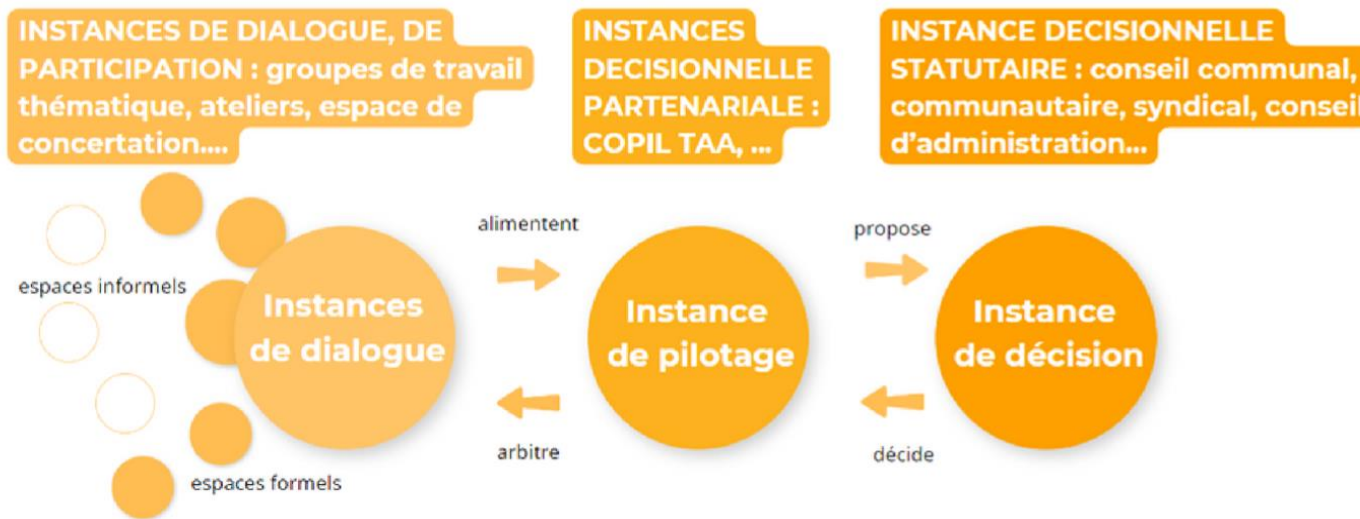 INSTANCES DE DIALOGUE, DE
PARTICIPATION : groupes de travail
thématique, ateliers, espace de
concertation....
INSTANCES
DECISIONNELLE
PARTENARIALE :
COPIL TAA, ...
INSTANCE DECISIONNELLE
STATUTAIRE : conseil communal,
communautaire, syndical, conseil
d'administration...
espaces informels
Instances
de dialogue
espaces formels
alimentent
arbitre
Instance
de pilotage
propose
décide
Instance
de décision